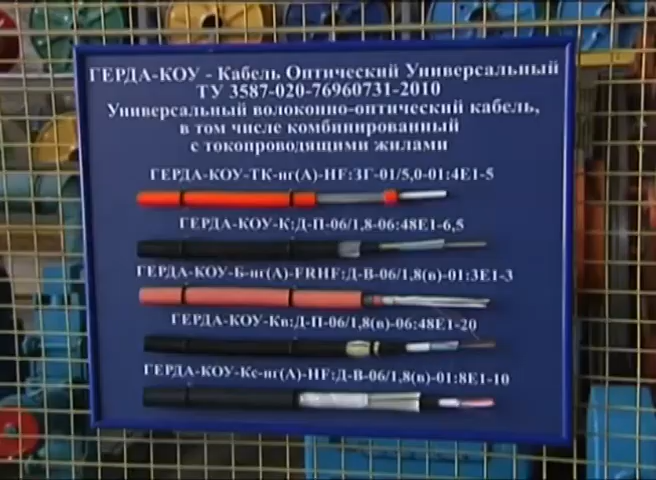 ГЕРДА-КОУ - Кабель Оптический Универсальный
ТУ 3587-020-76960731-2010
Универсальный волоконно-оптический кабель,
в том числе комбинированный
с токопроводящими жилами
ГЕРДА-КОУ-ТК-нг(А)-HF:ЗГ-01/5,0-01:4Е1-5
ГЕРДА-КОУ-К:Д-П-06/1,8-06:48Е1-6,5
ГЕРДА-КОУ-Б-нг(А)-FRHF:Д-В-06/1,8(в)-01:3Е1-3
ГЕРДА-КОУ-Кв:Д-П-06/1,8(в)-06:48Е1-20
ГЕРДА-КОУ-Кс-нг(А)-HF:Д-В-06/1,8(в)-01:8Е1-10